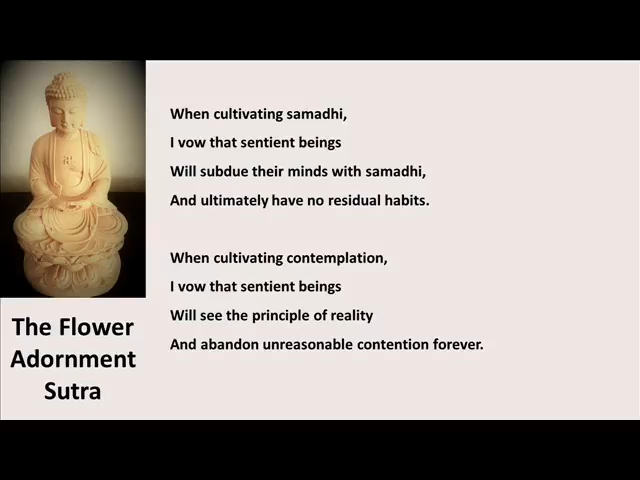 When cultivating samadhi,
I vow that sentient beings
Will subdue their minds with samadhi,
And ultimately have no residual habits.
When cultivating contemplation,
I vow that sentient beings
Will see the principle of reality
And abandon unreasonable contention forever.
The Flower
Adornment
Sutra